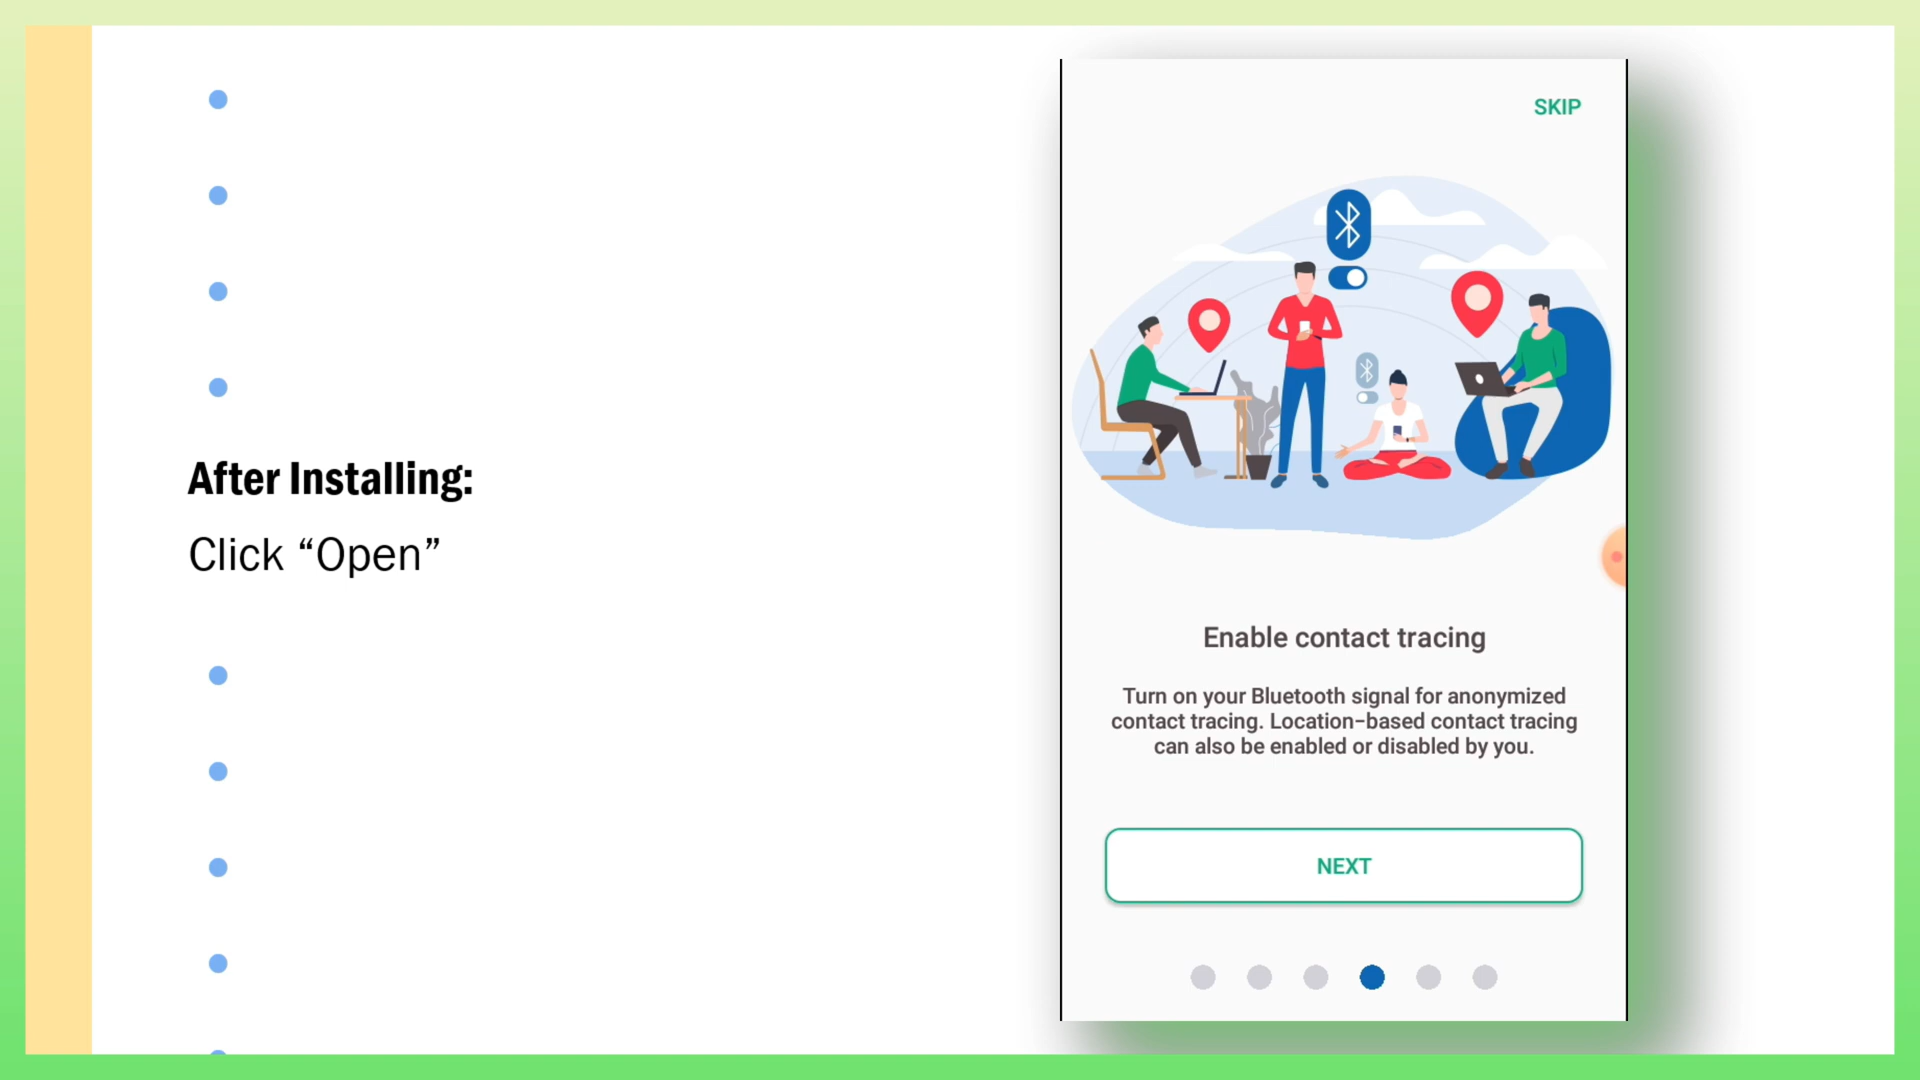 After Installing:
Click “Open”
SKIP
Enable contact tracing
Turn on your Bluetooth signal for anonymized
contact tracing. Location-based contact tracing
can also be enabled or disabled by you.
NEXT